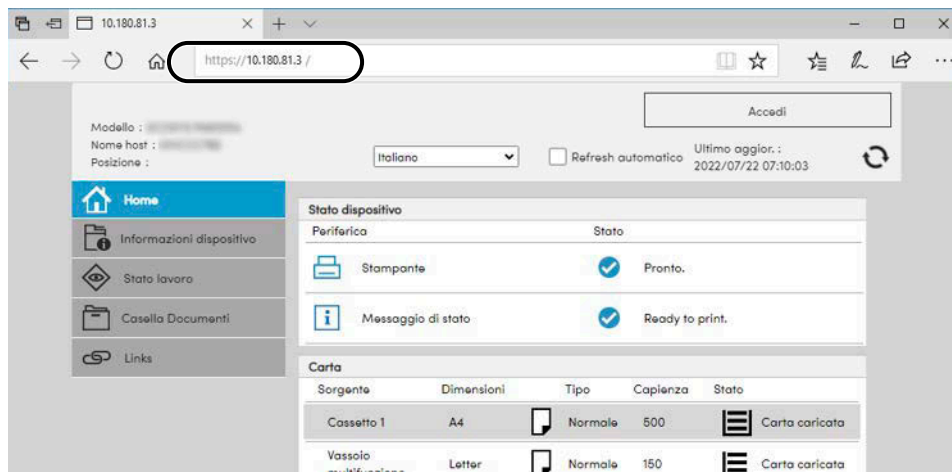 10.180.81.3
https://10.180.81.3 /
Accedi
Modello :
Nome host :
Posizione :
Italiano
Refresh automatico
Ultimo aggior. :
2022/07/22 07:10:03
Home
Informazioni dispositivo
Stato lavoro
Casella Documenti
Links
Stato dispositivo
Periferica Stato
Stampante Pronto.
Messaggio di stato Ready to print.
Carta
Sorgente Dimensioni Tipo Capienza Stato
Cassetto 1 A4 Normale 500 Carta caricata
Vassoio
multifunzione Letter Normale 150 Carta caricata